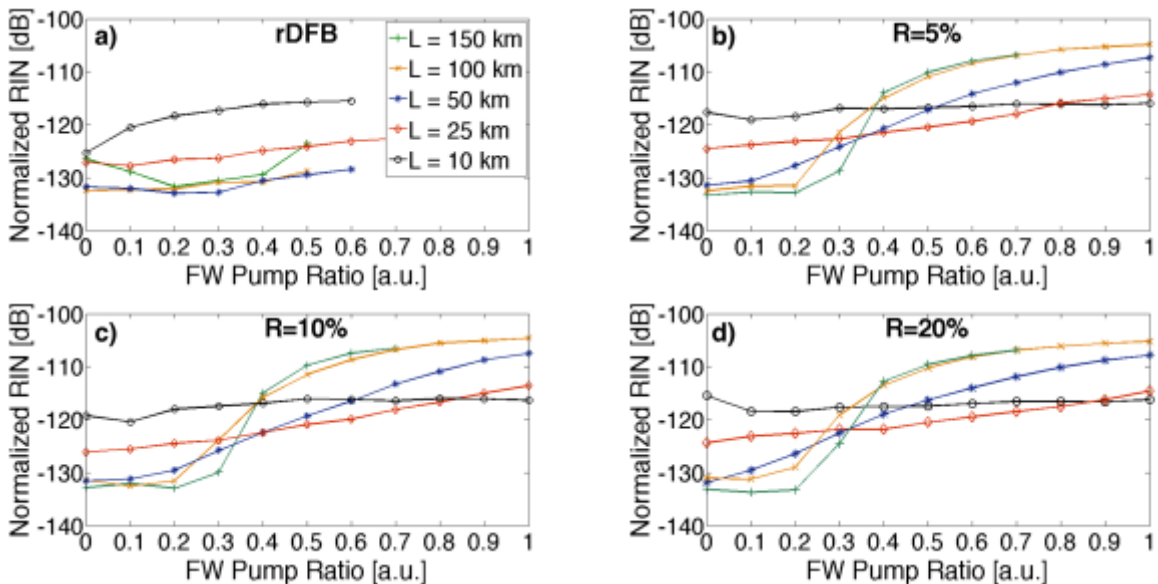 a) rDFB
Normalized RIN [dB]
-100
-110
-120
-130
-140
0 0.1 0.2 0.3 0.4 0.5 0.6 0.7 0.8 0.9 1
FW Pump Ratio [a.u.]
L = 150 km
L = 100 km
L = 50 km
L = 25 km
L = 10 km
b) R=5%
Normalized RIN [dB]
-100
-110
-120
-130
-140
0 0.1 0.2 0.3 0.4 0.5 0.6 0.7 0.8 0.9 1
FW Pump Ratio [a.u.]
c) R=10%
Normalized RIN [dB]
-100
-110
-120
-130
-140
0 0.1 0.2 0.3 0.4 0.5 0.6 0.7 0.8 0.9 1
FW Pump Ratio [a.u.]
d) R=20%
Normalized RIN [dB]
-100
-110
-120
-130
-140
0 0.1 0.2 0.3 0.4 0.5 0.6 0.7 0.8 0.9 1
FW Pump Ratio [a.u.]